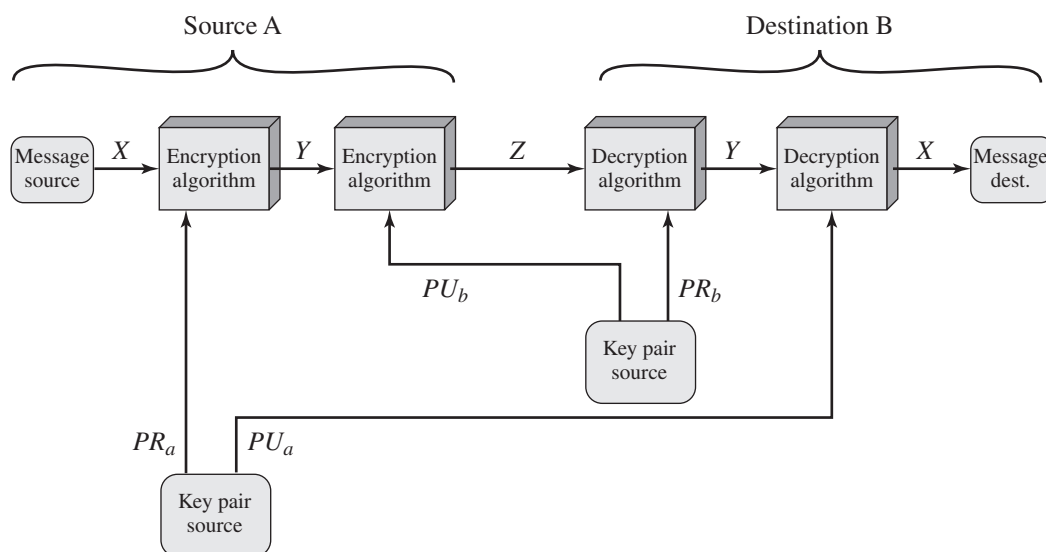 Source A
Destination B
Message
source
X
Encryption
algorithm
Y
Encryption
algorithm
Z
Decryption
algorithm
Y
Decryption
algorithm
X
Message
dest.
PU_b
PR_b
Key pair
source
PR_a
PU_a
Key pair
source